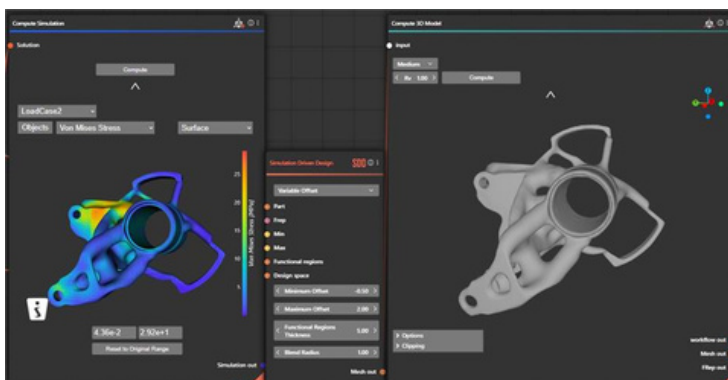 Compute Simulation
Solution
Compute
LoadCase2
Objects
Von Mises Stress
Surface
Von Mises Stress [MPa]
25
20
15
10
5
4.36e-2
2.92e+1
Reset to Original Range
Simulation out
Simulation Driven Design
SDD
Variable Offset
Part
Frep
Min
Max
Functional regions
Design space
Minimum Offset -0.50
Maximum Offset 2.00
Functional Regions Thickness 5.00
Blend Radius 1.00
Mesh out
Compute 3D Model
Input
Medium
Rx 1.00
Compute
Options
Clipping
workflow out
Mesh out
FRep out